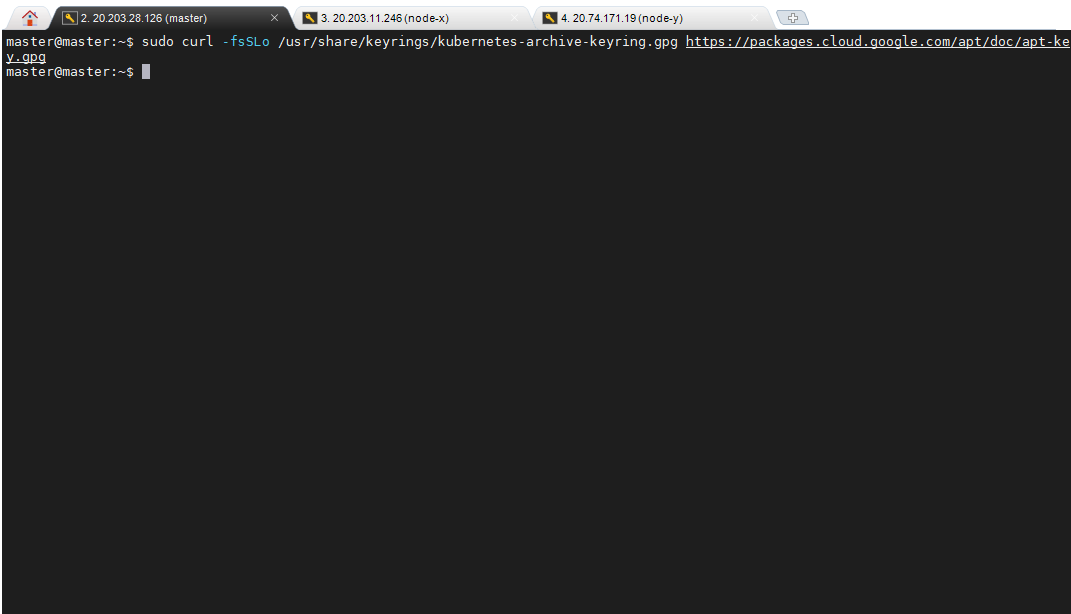 2. 20.203.28.126 (master)
3. 20.203.11.246 (node-x)
4. 20.74.171.19 (node-y)
master@master:~$ sudo curl -fsSLo /usr/share/keyrings/kubernetes-archive-keyring.gpg https://packages.cloud.google.com/apt/doc/apt-ke
y.gpg
master@master:~$